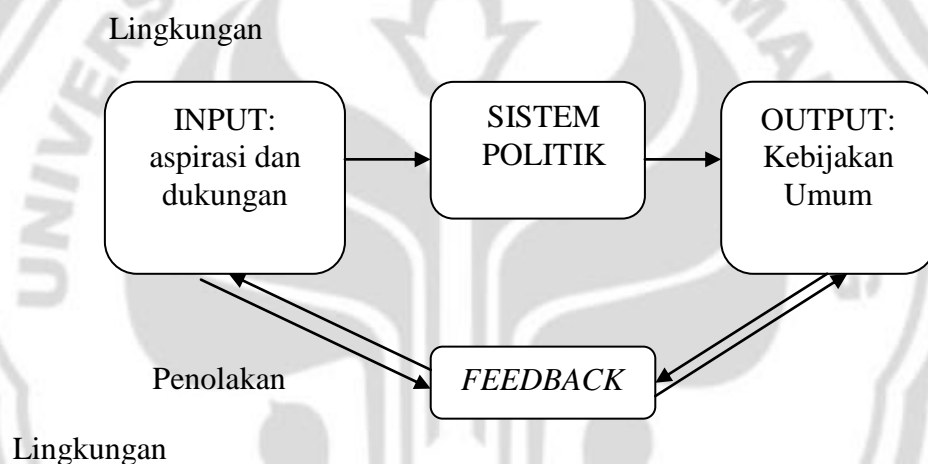 Lingkungan
INPUT:
aspirasi dan
dukungan
SISTEM
POLITIK
OUTPUT:
Kebijakan
Umum
Penolakan
FEEDBACK
Lingkungan